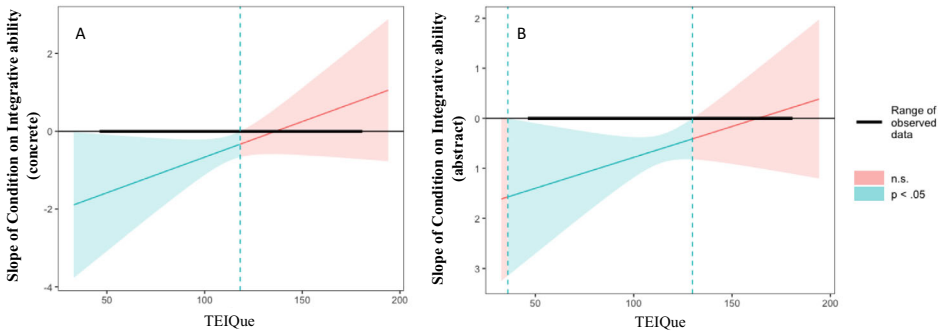 A
Slope of Condition on Integrative ability
(concrete)
2
0
-2
-4
50
100
150
200
TEIQue
B
Slope of Condition on Integrative ability
(abstract)
2
1
0
1
2
3
50
100
150
200
TEIQue
Range of
observed
data
n.s.
p < .05